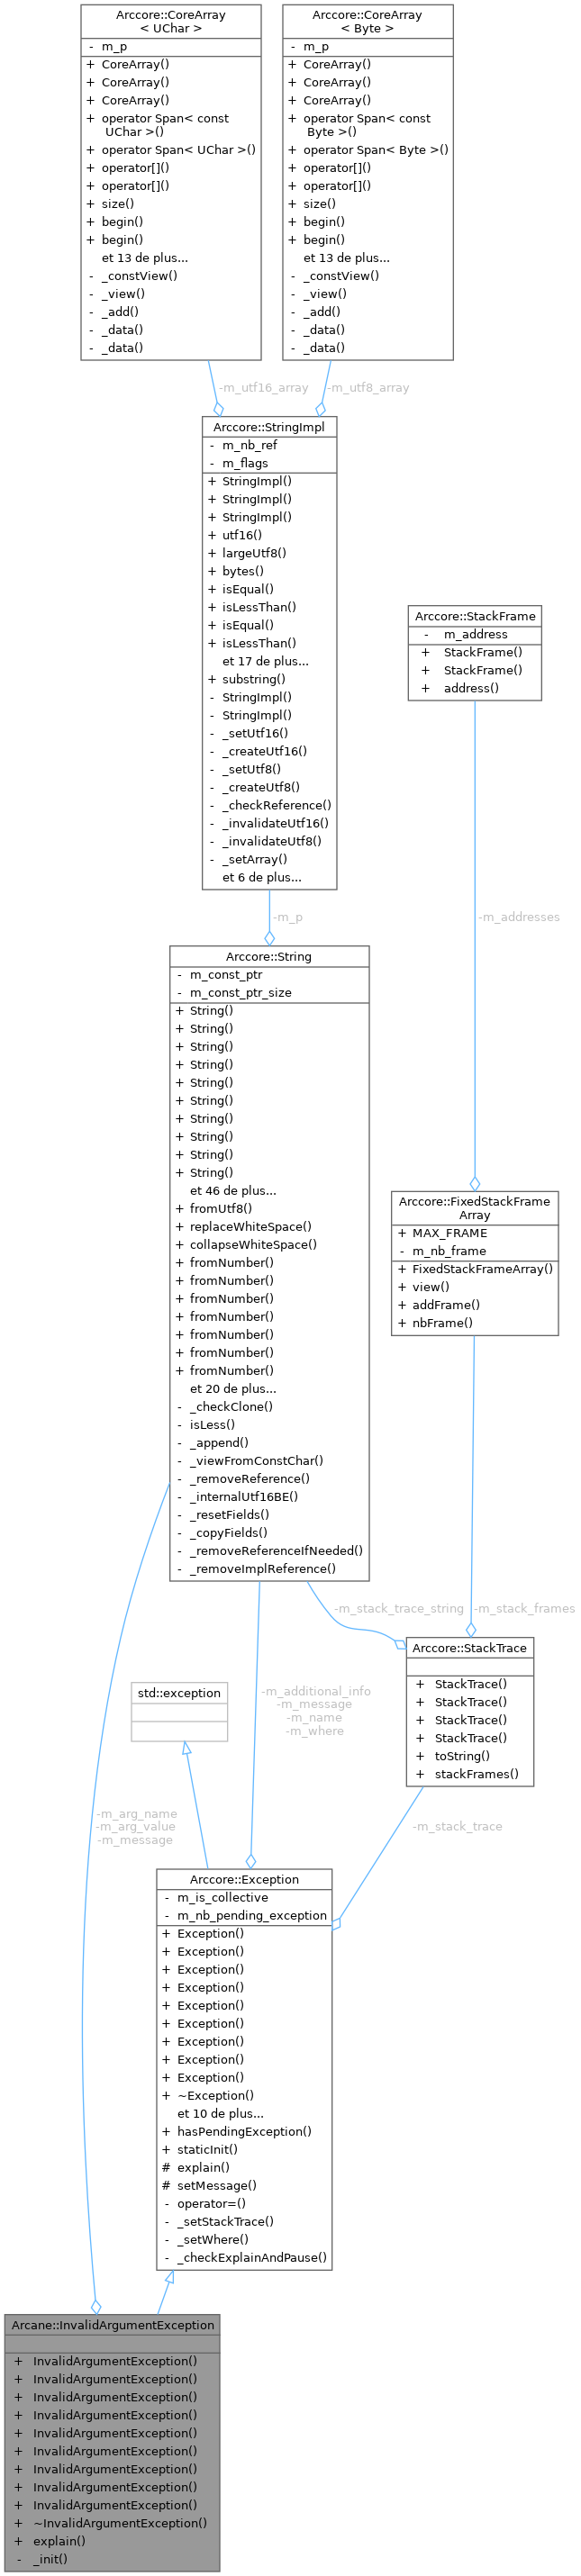 Arccore::CoreArray
< UChar >
- m_p
+ CoreArray()
+ CoreArray()
+ CoreArray()
+ operator Span< const
UChar >()
+ operator Span< UChar >()
+ operator[]()
+ operator[]()
+ size()
+ begin()
+ begin()
et 13 de plus...
- _constView()
- _view()
- _add()
- _data()
- _data()
Arccore::CoreArray
< Byte >
- m_p
+ CoreArray()
+ CoreArray()
+ CoreArray()
+ operator Span< const
Byte >()
+ operator Span< Byte >()
+ operator[]()
+ operator[]()
+ size()
+ begin()
+ begin()
et 13 de plus...
- _constView()
- _view()
- _add()
- _data()
- _data()
-m_utf16_array
-m_utf8_array
Arccore::StringImpl
- m_nb_ref
- m_flags
+ StringImpl()
+ StringImpl()
+ StringImpl()
+ utf16()
+ largeUtf8()
+ bytes()
+ isEqual()
+ isLessThan()
+ isEqual()
+ isLessThan()
et 17 de plus...
+ substring()
- StringImpl()
- StringImpl()
- _setUtf16()
- _createUtf16()
- _setUtf8()
- _createUtf8()
- _checkReference()
- _invalidateUtf16()
- _invalidateUtf8()
- _setArray()
et 6 de plus...
Arccore::StackFrame
- m_address
+ StackFrame()
+ StackFrame()
+ address()
-m_p
-m_addresses
Arccore::String
- m_const_ptr
- m_const_ptr_size
+ String()
+ String()
+ String()
+ String()
+ String()
+ String()
+ String()
+ String()
+ String()
+ String()
et 46 de plus...
+ fromUtf8()
+ replaceWhiteSpace()
+ collapseWhiteSpace()
+ fromNumber()
+ fromNumber()
+ fromNumber()
+ fromNumber()
+ fromNumber()
+ fromNumber()
+ fromNumber()
et 20 de plus...
- _checkClone()
- isLess()
- _append()
- _viewFromConstChar()
- _removeReference()
- _internalUtf16BE()
- _resetFields()
- _copyFields()
- _removeReferenceIfNeeded()
- _removeImplReference()
Arccore::FixedStackFrame
Array
+ MAX_FRAME
- m_nb_frame
+ FixedStackFrameArray()
+ view()
+ addFrame()
+ nbFrame()
-m_stack_trace_string
-m_stack_frames
Arccore::StackTrace
+ StackTrace()
+ StackTrace()
+ StackTrace()
+ StackTrace()
+ toString()
+ stackFrames()
std::exception
-m_additional_info
-m_message
-m_name
-m_where
-m_arg_name
-m_arg_value
-m_message
-m_stack_trace
Arccore::Exception
- m_is_collective
- m_nb_pending_exception
+ Exception()
+ Exception()
+ Exception()
+ Exception()
+ Exception()
+ Exception()
+ Exception()
+ Exception()
+ Exception()
+ ~Exception()
et 10 de plus...
+ hasPendingException()
+ staticInit()
# explain()
# setMessage()
- operator=()
- _setStackTrace()
- _setWhere()
- _checkExplainAndPause()
Arcane::InvalidArgumentException
+ InvalidArgumentException()
+ InvalidArgumentException()
+ InvalidArgumentException()
+ InvalidArgumentException()
+ InvalidArgumentException()
+ InvalidArgumentException()
+ InvalidArgumentException()
+ InvalidArgumentException()
+ InvalidArgumentException()
+ ~InvalidArgumentException()
+ explain()
- _init()